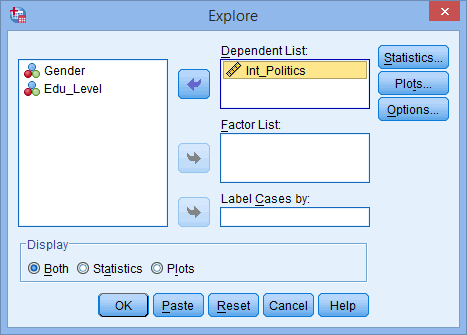 Explore
Gender
Edu_Level
Dependent List:
Int_Politics
Factor List:
Label Cases by:
Statistics...
Plots...
Options...
Display
Both Statistics Plots
OK Paste Reset Cancel Help